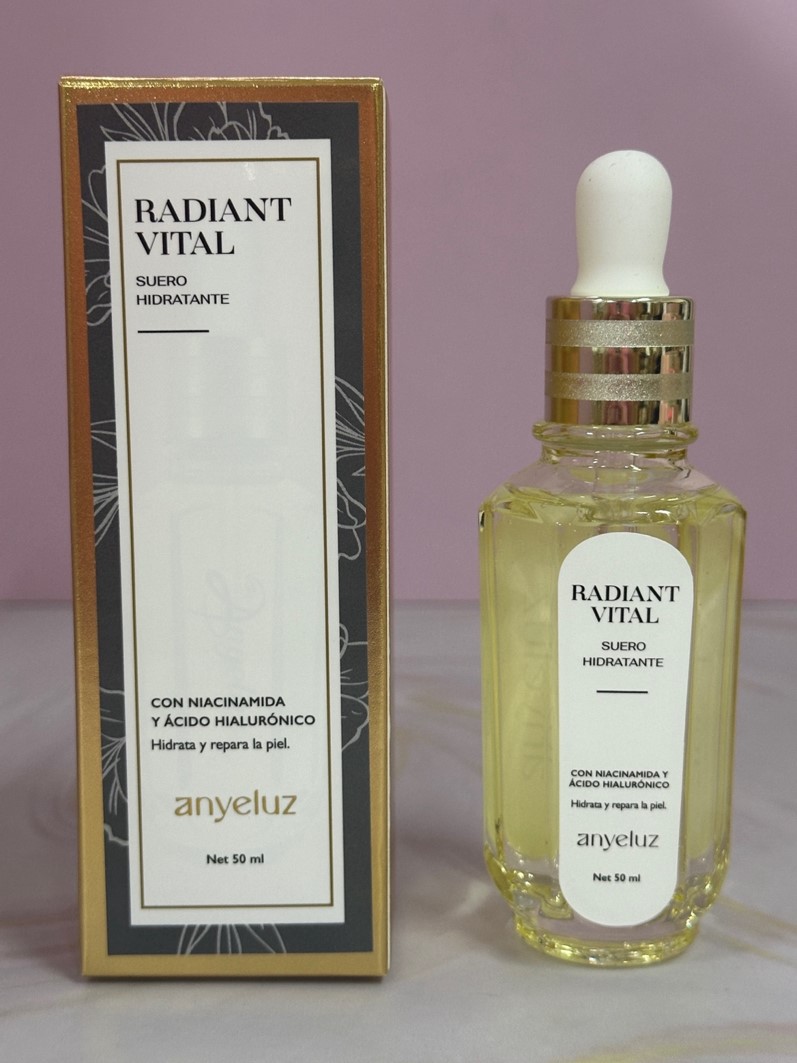 RADIANT
VITAL
SUERO
HIDRATANTE
CON NIACINAMIDA
Y ÁCIDO HIALURÓNICO
Hidrata y repara la piel.
anyeluz
Net 50 ml
RADIANT
VITAL
SUERO
HIDRATANTE
CON NIACINAMIDA Y
ÁCIDO HIALURÓNICO
Hidrata y repara la piel.
anyeluz
Net 50 ml
anyeluz